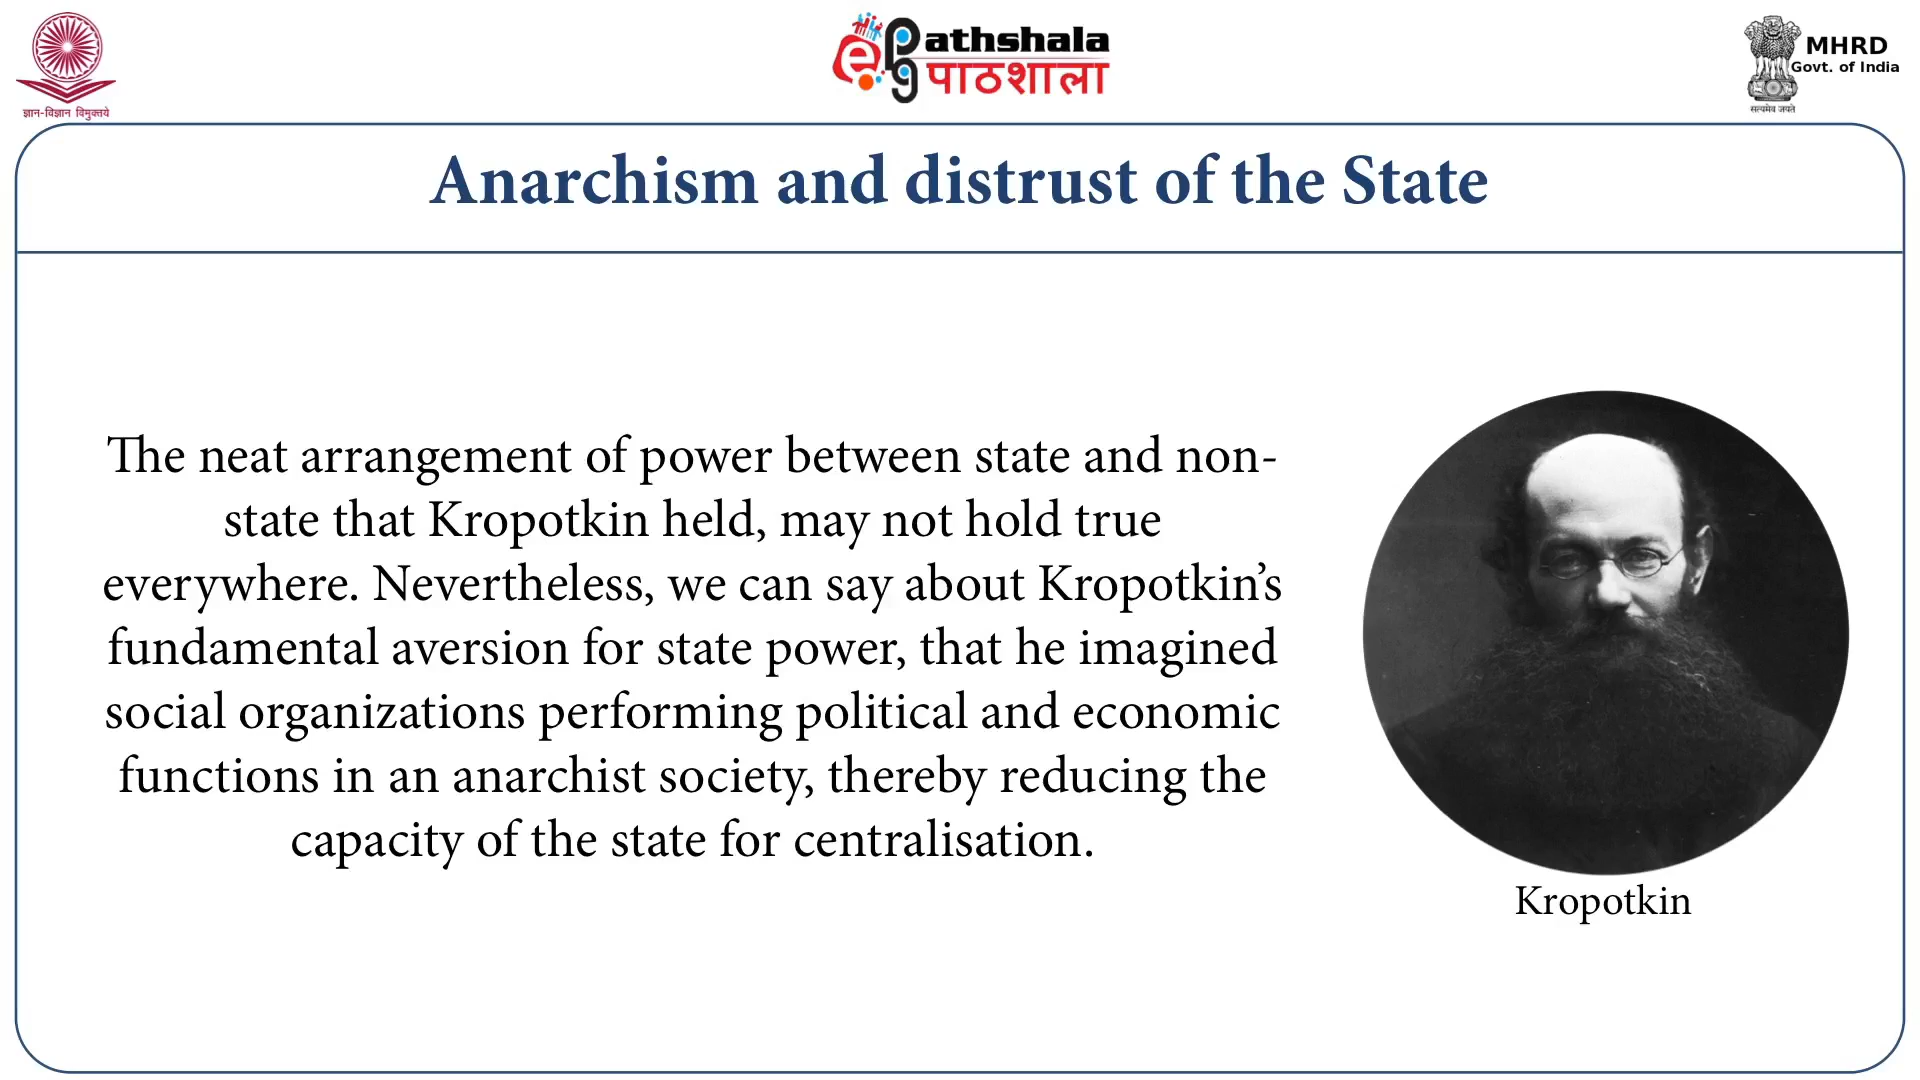 ज्ञान-विज्ञान विमुक्तये
ePG Pathshala
पाठशाला
MHRD
Govt. of India
सत्यमेव जयते
Anarchism and distrust of the State
The neat arrangement of power between state and non-
state that Kropotkin held, may not hold true
everywhere. Nevertheless, we can say about Kropotkin’s
fundamental aversion for state power, that he imagined
social organizations performing political and economic
functions in an anarchist society, thereby reducing the
capacity of the state for centralisation.
Kropotkin